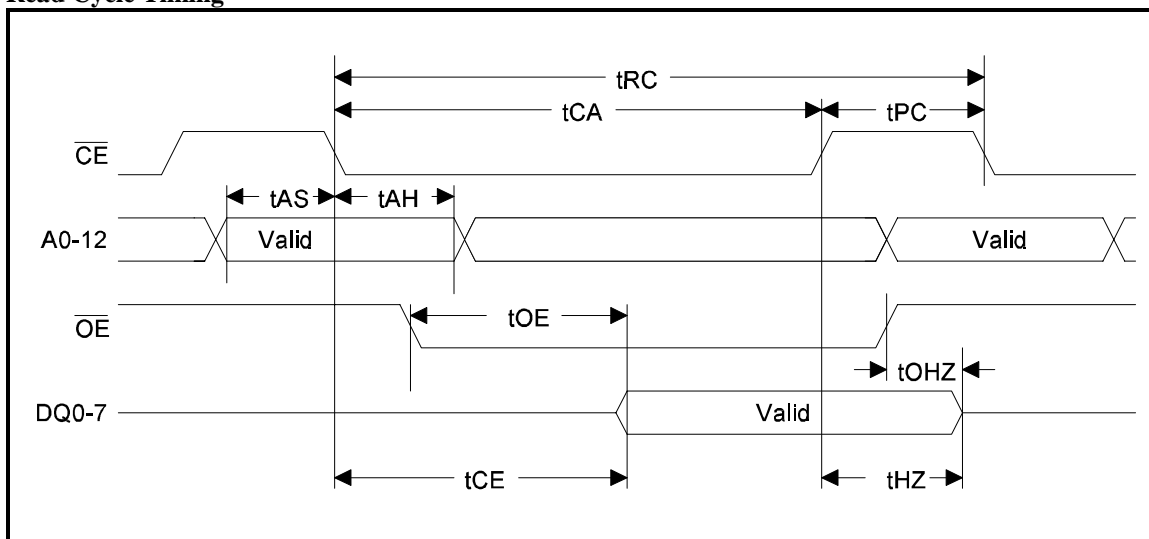 Read Cycle Timing
tRC
tCA
tPC
CE
tAS
tAH
A0-12
Valid
Valid
OE
tOE
tOHZ
DQ0-7
Valid
tCE
tHZ